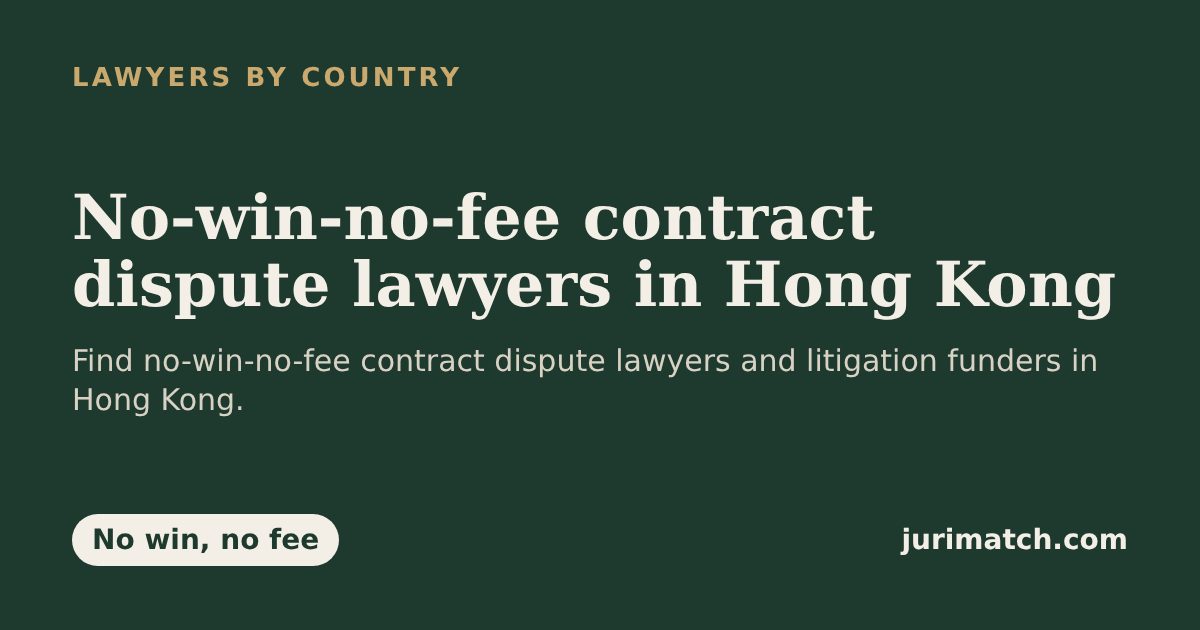 LAWYERS BY COUNTRY
No-win-no-fee contract
dispute lawyers in Hong Kong
Find no-win-no-fee contract dispute lawyers and litigation funders in
Hong Kong.
No win, no fee
jurimatch.com